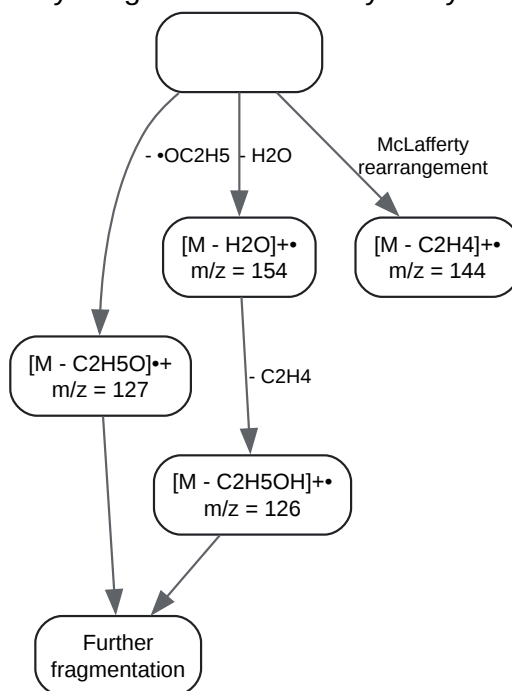 - •OC2H5
- H2O
McLafferty
rearrangement
[M - H2O]+•
m/z = 154
[M - C2H4]+•
m/z = 144
[M - C2H5O]•+
m/z = 127
- C2H4
[M - C2H5OH]+•
m/z = 126
Further
fragmentation